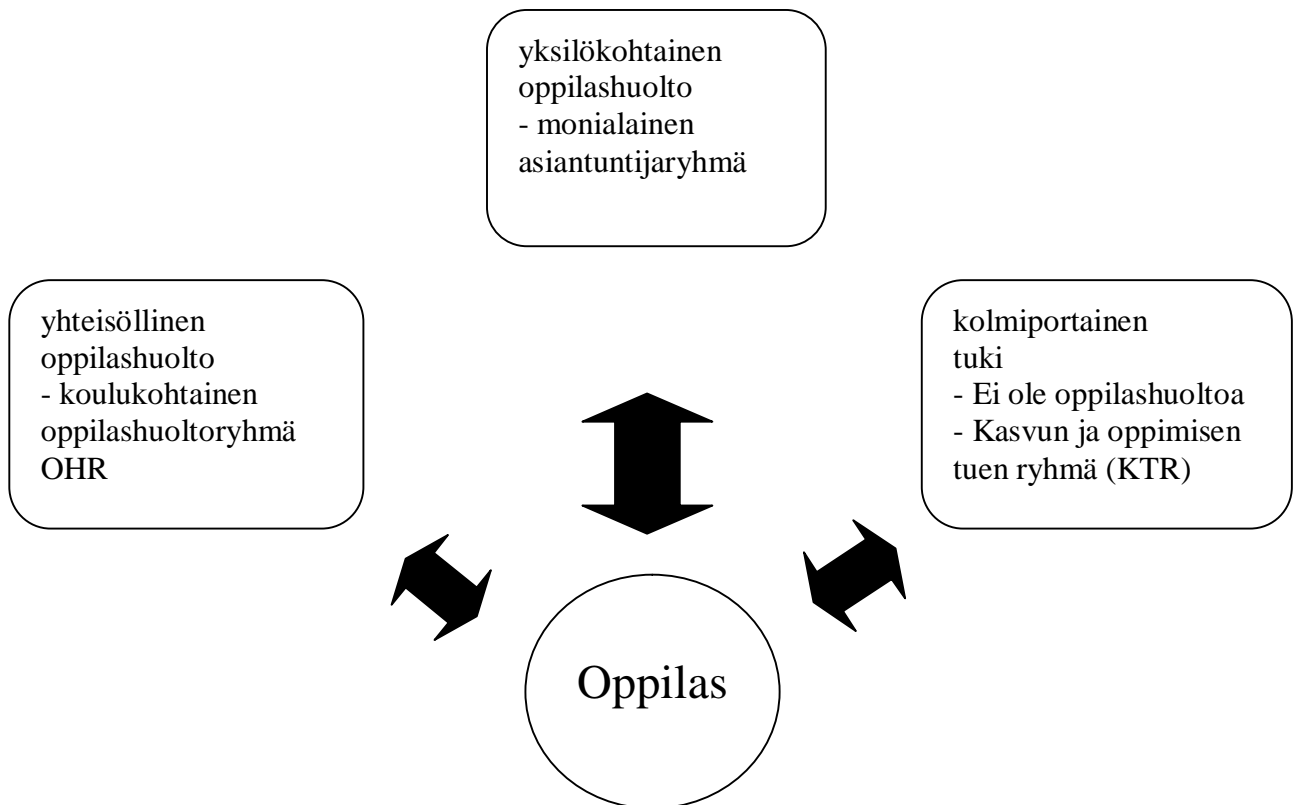 yksilökohtainen
oppilashuolto
- monialainen
asiantuntijaryhmä
yhteisöllinen
oppilashuolto
- koulukohtainen
oppilashuoltoryhmä
OHR
kolmiportainen
tuki
- Ei ole oppilashuoltoa
- Kasvun ja oppimisen
tuen ryhmä (KTR)
Oppilas